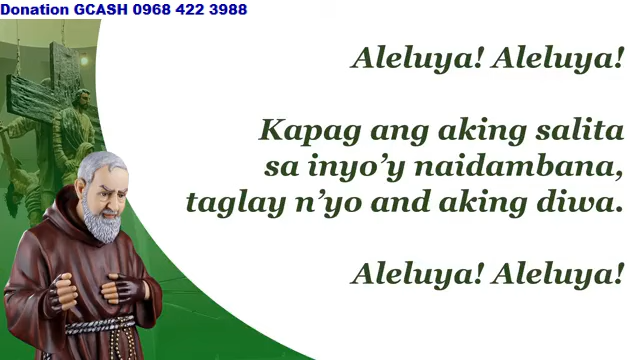 Donation GCASH 0968 422 3988
Aleluya! Aleluya!
Kapag ang aking salita
sa inyo’y naidambana,
taglay n’yo and aking diwa.
Aleluya! Aleluya!